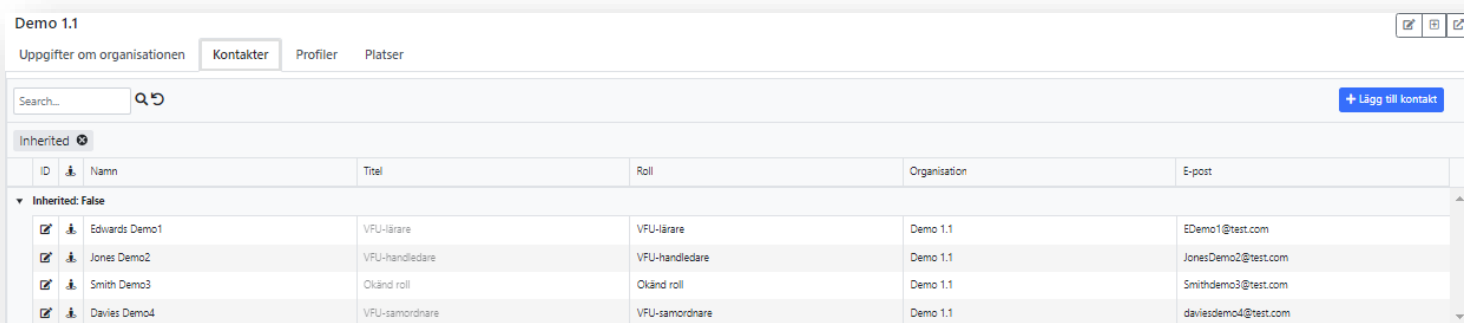 Demo 1.1
Uppgifter om organisationen Kontakter Profiler Platser
Search...
+ Lägg till kontakt
Inherited
ID Namn Titel Roll Organisation E-post
Inherited: False
Edwards Demo1 VFU-lärare VFU-lärare Demo 1.1 EDemo1@test.com
Jones Demo2 VFU-handledare VFU-handledare Demo 1.1 JonesDemo2@test.com
Smith Demo3 Okänd roll Okänd roll Demo 1.1 Smithdemo3@test.com
Davies Demo4 VFU-samordnare VFU-samordnare Demo 1.1 daviesdemo4@test.com